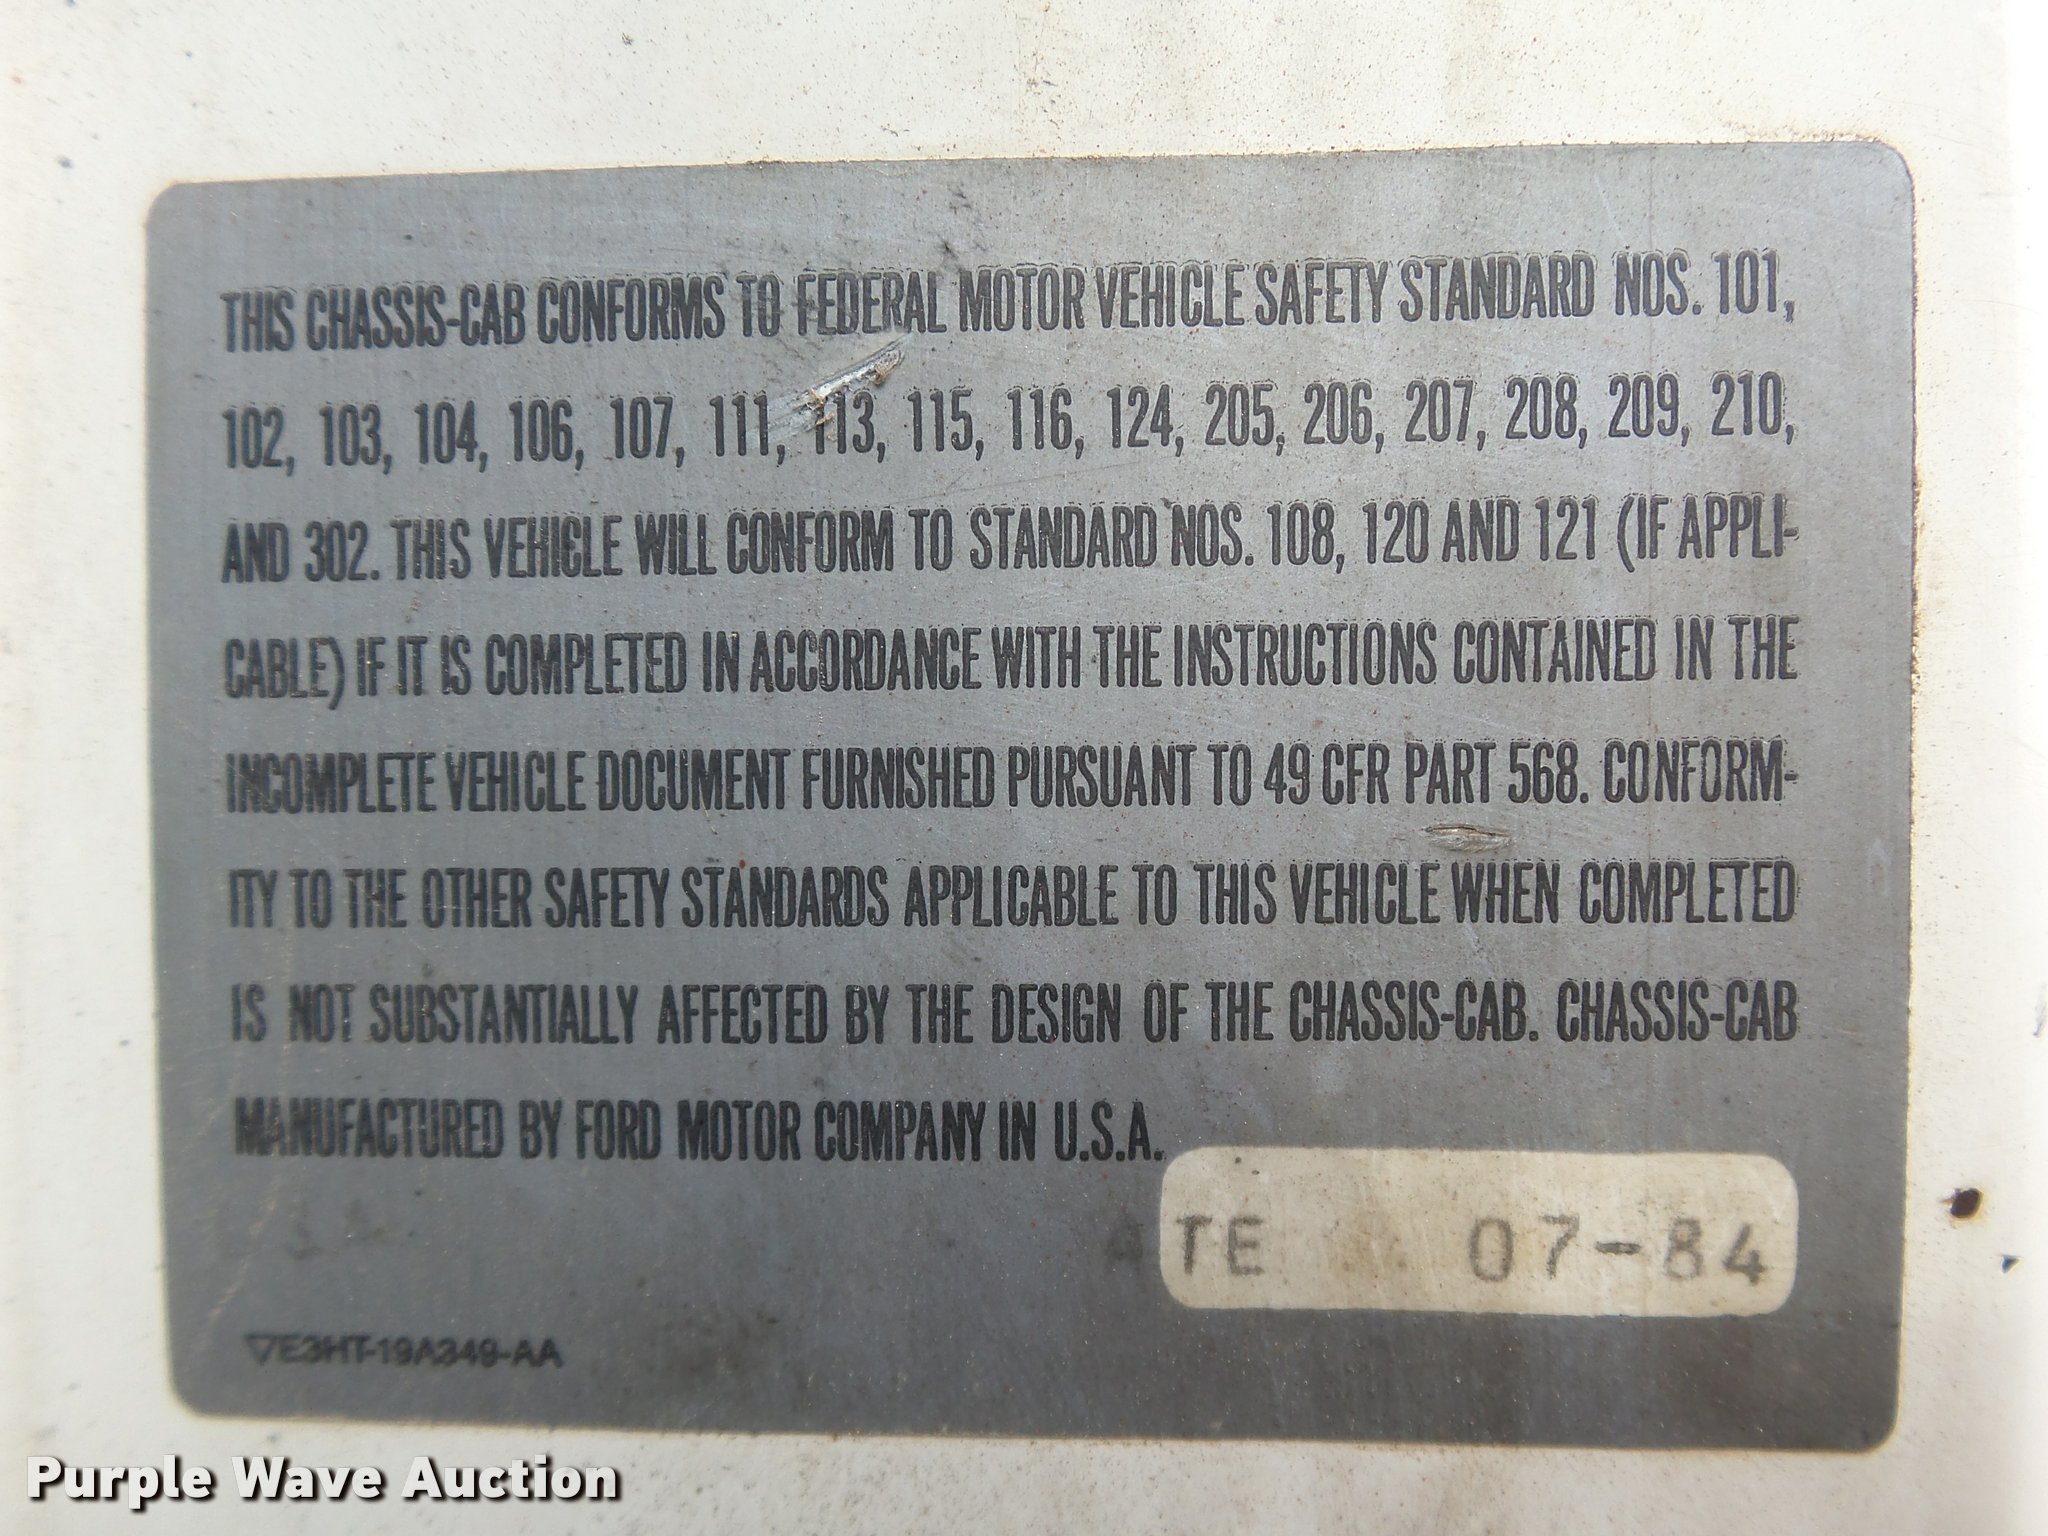 THIS CHASSIS-CAB CONFORMS TO FEDERAL MOTOR VEHICLE SAFETY STANDARD NOS. 101,
102, 103, 104, 106, 107, 111, 113, 115, 116, 124, 205, 206, 207, 208, 209, 210,
AND 302. THIS VEHICLE WILL CONFORM TO STANDARD NOS. 108, 120 AND 121 (IF APPLI-
CABLE) IF IT IS COMPLETED IN ACCORDANCE WITH THE INSTRUCTIONS CONTAINED IN THE
INCOMPLETE VEHICLE DOCUMENT FURNISHED PURSUANT TO 49 CFR PART 568. CONFORM-
ITY TO THE OTHER SAFETY STANDARDS APPLICABLE TO THIS VEHICLE WHEN COMPLETED
IS NOT SUBSTANTIALLY AFFECTED BY THE DESIGN OF THE CHASSIS-CAB. CHASSIS-CAB
MANUFACTURED BY FORD MOTOR COMPANY IN U.S.A.
ATE 07-84
▽E3HT-19A349-AA
Purple Wave Auction